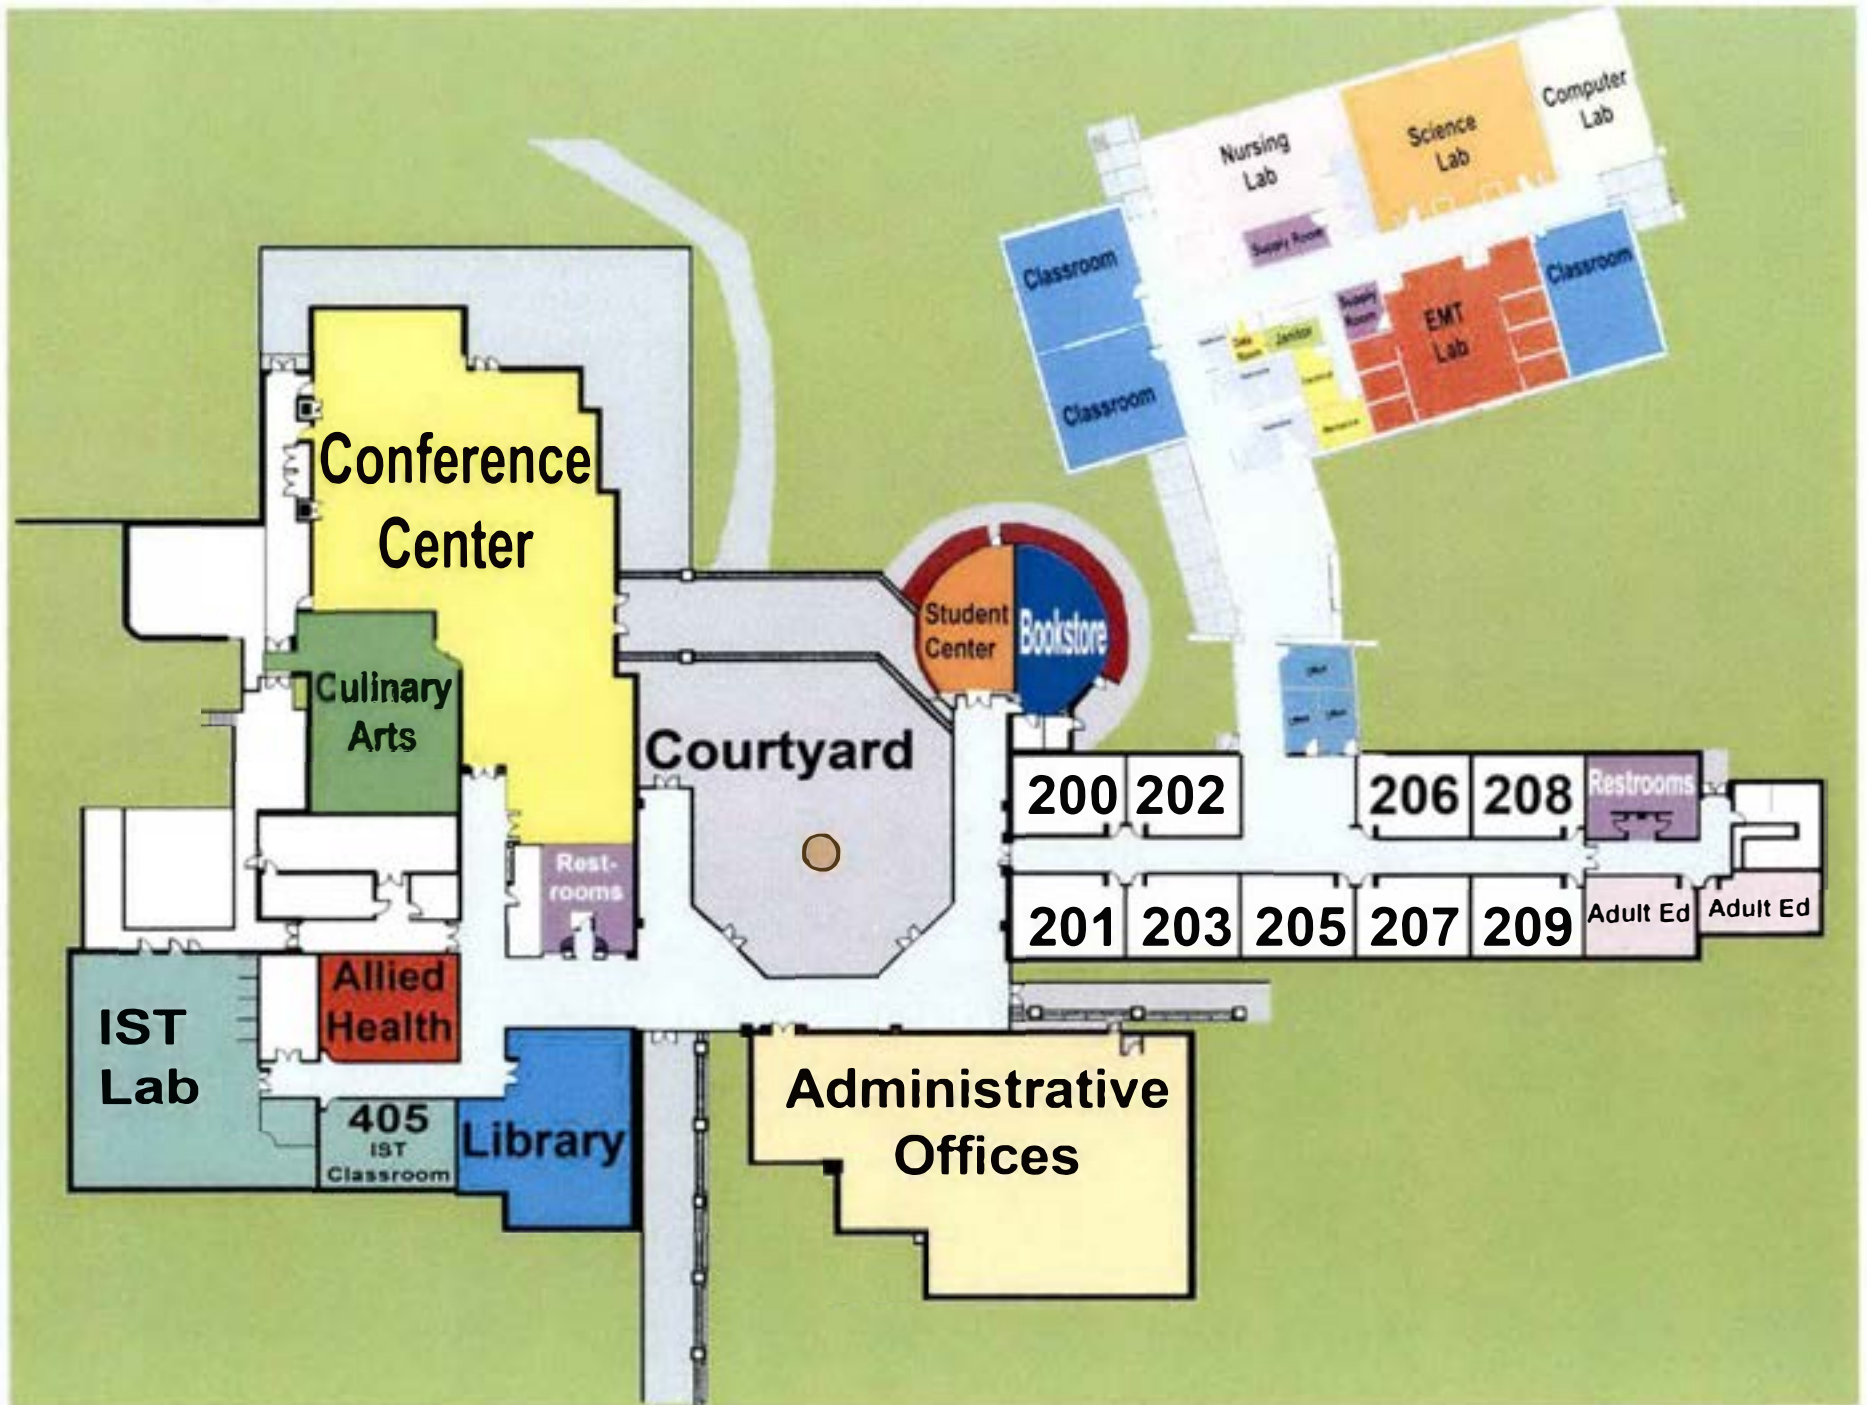 Computer
Lab
Science
Lab
Nursing
Lab
Supply Room
Classroom
Classroom
Supply
Room
EMT
Lab
Data
Room
Janitor
Classroom
Conference
Center
Student
Center
Bookstore
Culinary
Arts
Courtyard
200
202
206
208
Restrooms
Rest-
rooms
201
203
205
207
209
Adult Ed
Adult Ed
Allied
Health
IST
Lab
405
IST
Classroom
Library
Administrative
Offices